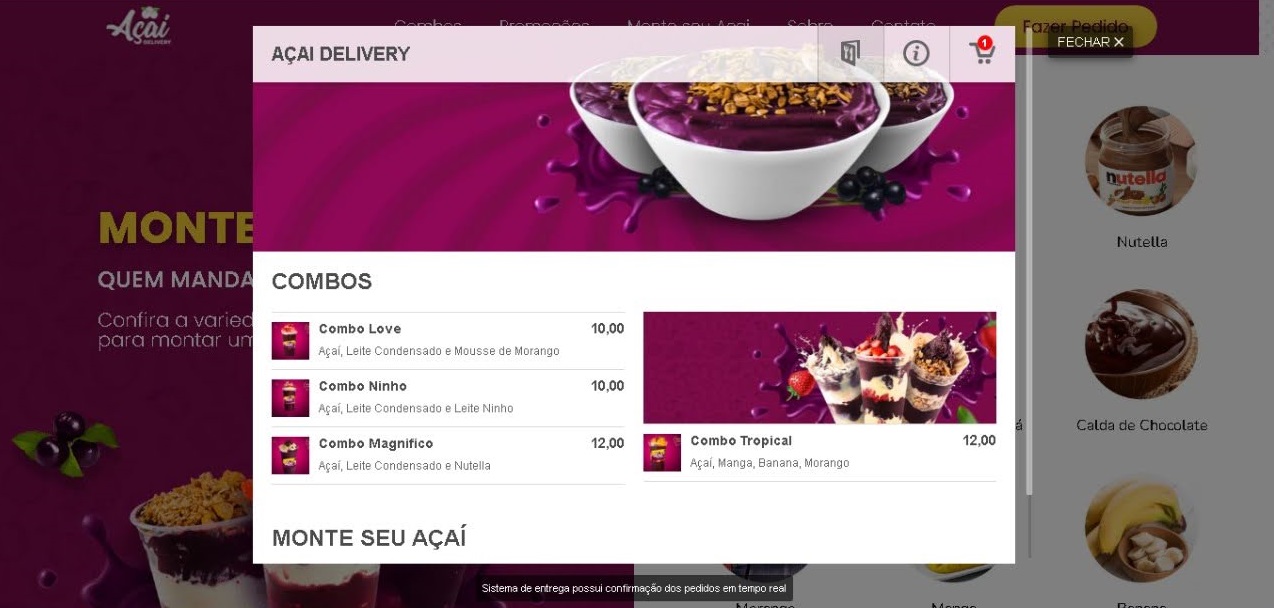 Açaí
DELIVERY
Combos Promoções Monte seu Açaí Sobre Contato Fazer Pedido
FECHAR ×
AÇAI DELIVERY
1
MONTE
QUEM MANDA
Confira a varied
para montar um
nutella
Nutella
COMBOS
Combo Love 10,00
Açaí, Leite Condensado e Mousse de Morango
Combo Ninho 10,00
Açaí, Leite Condensado e Leite Ninho
Combo Magnifico 12,00
Açaí, Leite Condensado e Nutella
Combo Tropical 12,00
Açaí, Manga, Banana, Morango
á
Calda de Chocolate
MONTE SEU AÇAÍ
Sistema de entrega possui confirmação dos pedidos em tempo real
Morango Manga Banana